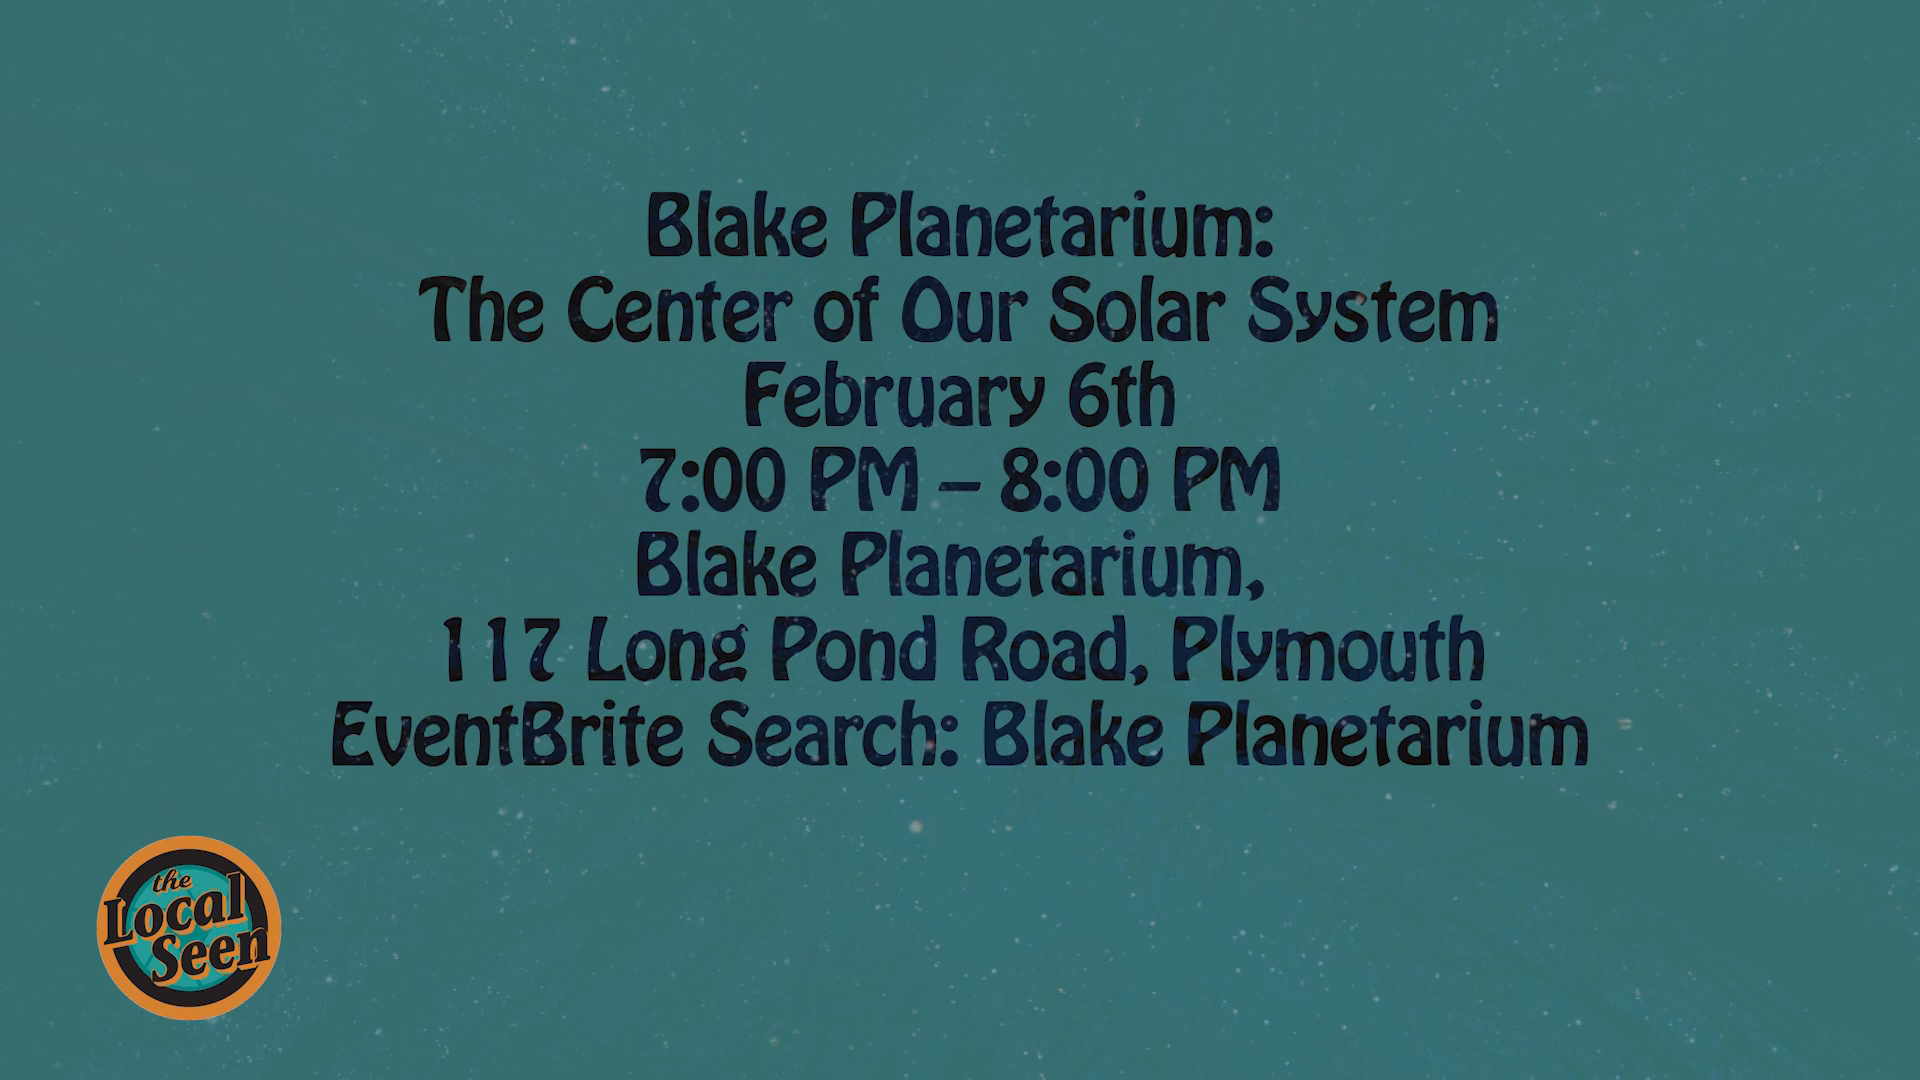 Blake Planetarium:
The Center of Our Solar System
February 6th
7:00 PM – 8:00 PM
Blake Planetarium,
117 Long Pond Road, Plymouth
EventBrite Search: Blake Planetarium
the
Local
Seen